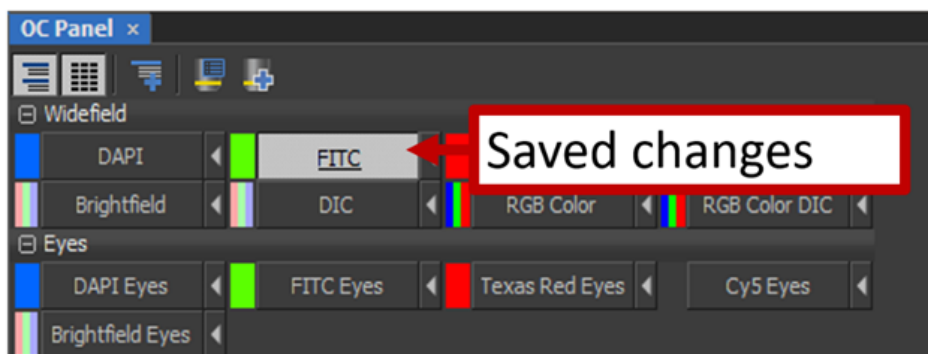 OC Panel ×
Widefield
DAPI FITC Saved changes
Brightfield DIC RGB Color RGB Color DIC
Eyes
DAPI Eyes FITC Eyes Texas Red Eyes Cy5 Eyes
Brightfield Eyes